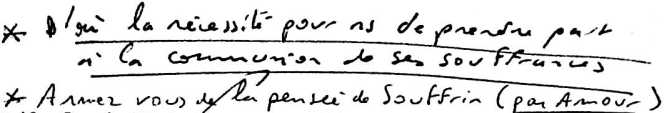 * D'où la nécessité pour ns de prendre part
à la communion de ses souffrances
* Armez vous de la pensée de Souffrir (par Amour)